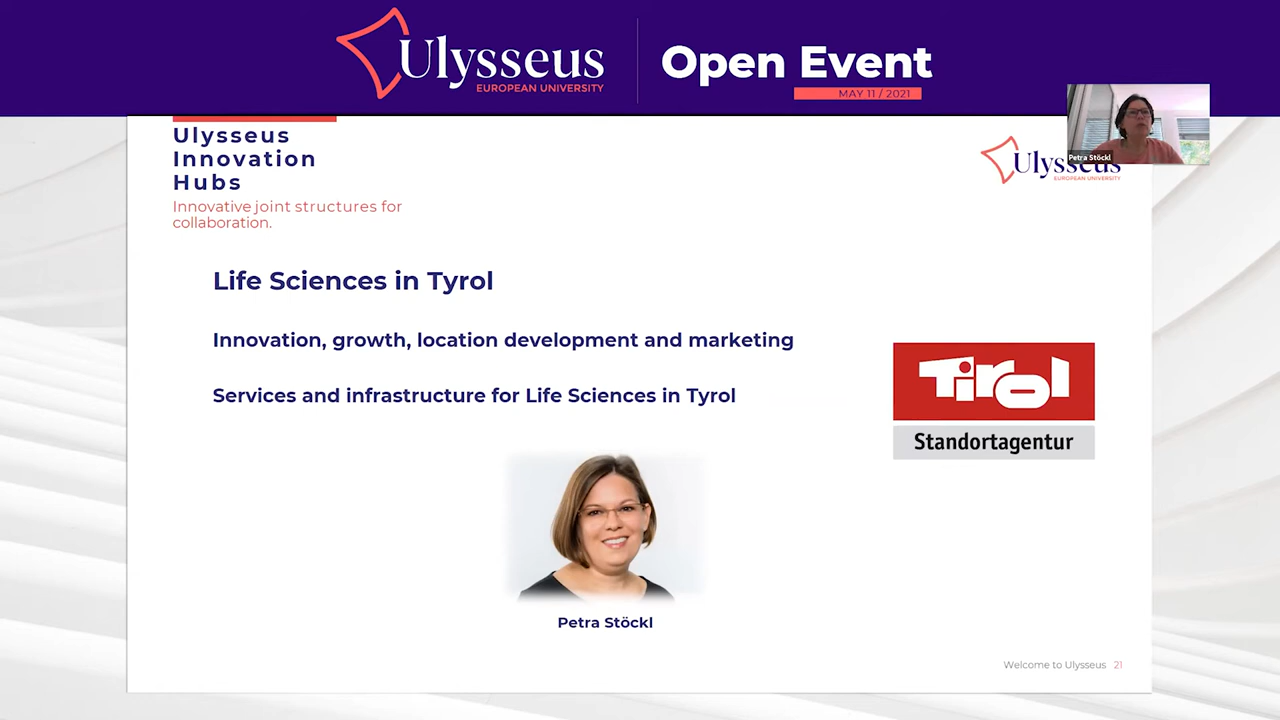 Ulysseus
EUROPEAN UNIVERSITY
Open Event
MAY 11 / 2021
Petra Stöckl
Ulysseus
Innovation
Hubs
Innovative joint structures for
collaboration.
Ulysseus
EUROPEAN UNIVERSITY
Life Sciences in Tyrol
Innovation, growth, location development and marketing
Services and infrastructure for Life Sciences in Tyrol
Tirol
Standortagentur
Petra Stöckl
Welcome to Ulysseus 21